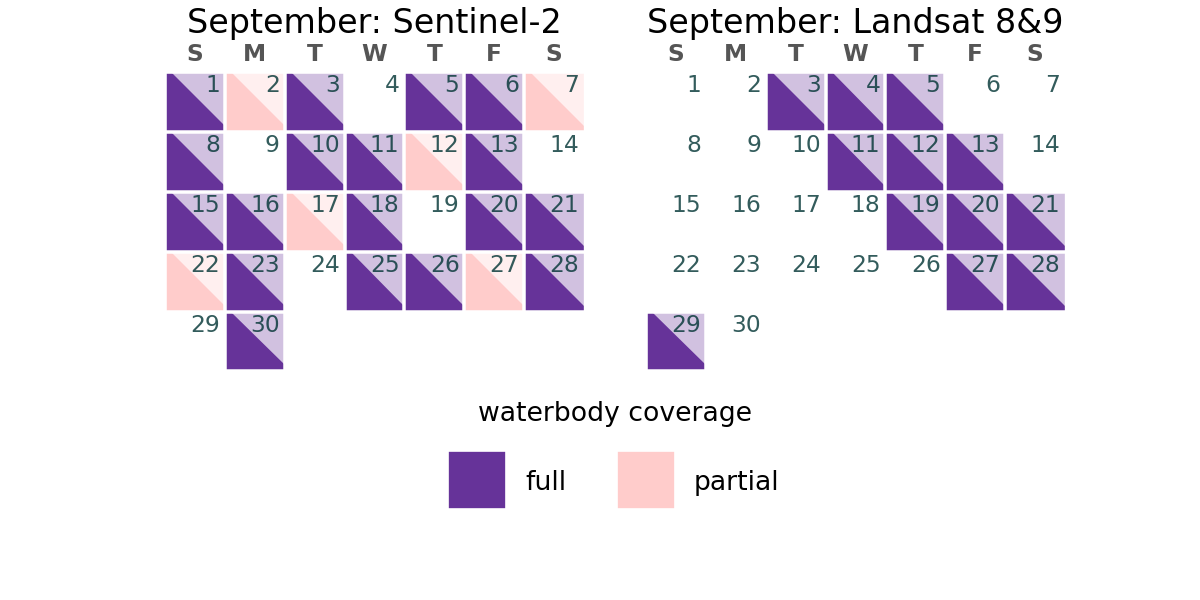 September: Sentinel-2
S M T W T F S
1 2 3 4 5 6 7
8 9 10 11 12 13 14
15 16 17 18 19 20 21
22 23 24 25 26 27 28
29 30
September: Landsat 8&9
S M T W T F S
1 2 3 4 5 6 7
8 9 10 11 12 13 14
15 16 17 18 19 20 21
22 23 24 25 26 27 28
29 30
waterbody coverage
full partial